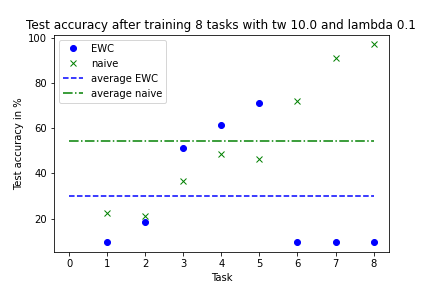 Test accuracy after training 8 tasks with tw 10.0 and lambda 0.1
100
80
60
40
20
Test accuracy in %
EWC
naive
average EWC
average naive
0 1 2 3 4 5 6 7 8
Task